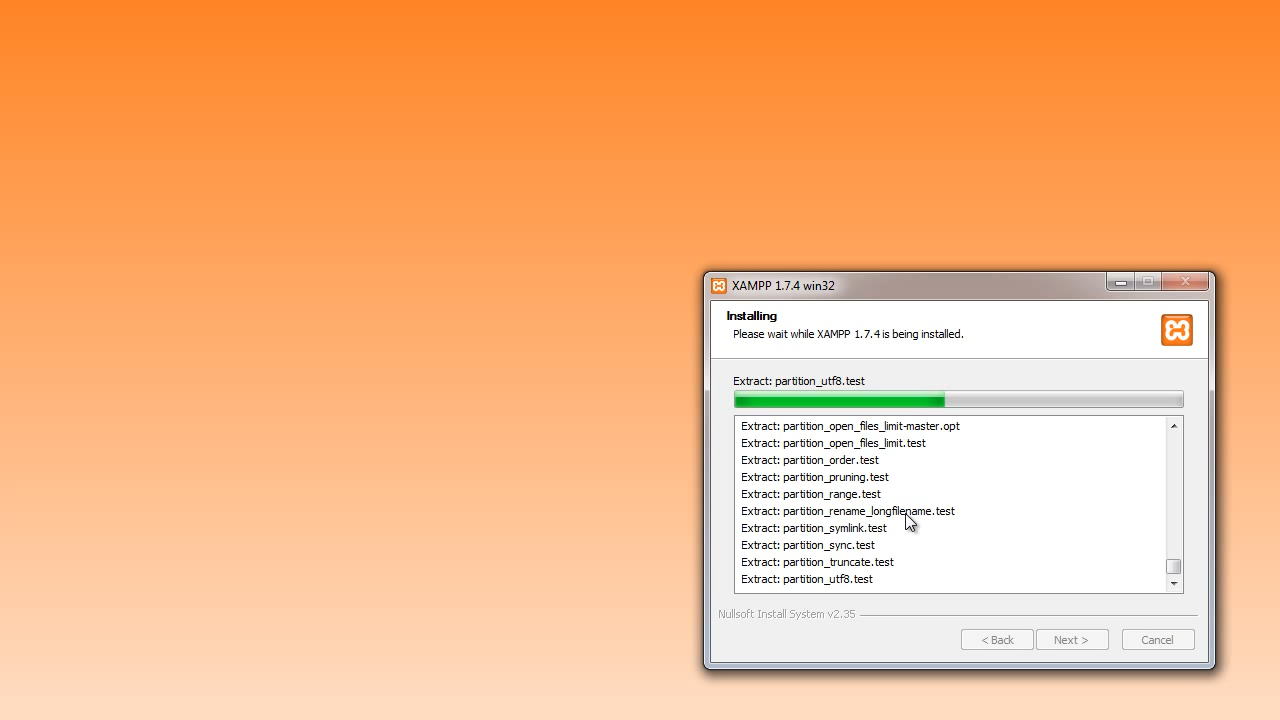 XAMPP 1.7.4 win32
Installing
Please wait while XAMPP 1.7.4 is being installed.
Extract: partition_utf8.test
Extract: partition_open_files_limit-master.opt
Extract: partition_open_files_limit.test
Extract: partition_order.test
Extract: partition_pruning.test
Extract: partition_range.test
Extract: partition_rename_longfilename.test
Extract: partition_symlink.test
Extract: partition_sync.test
Extract: partition_truncate.test
Extract: partition_utf8.test
Nullsoft Install System v2.35
< Back Next > Cancel